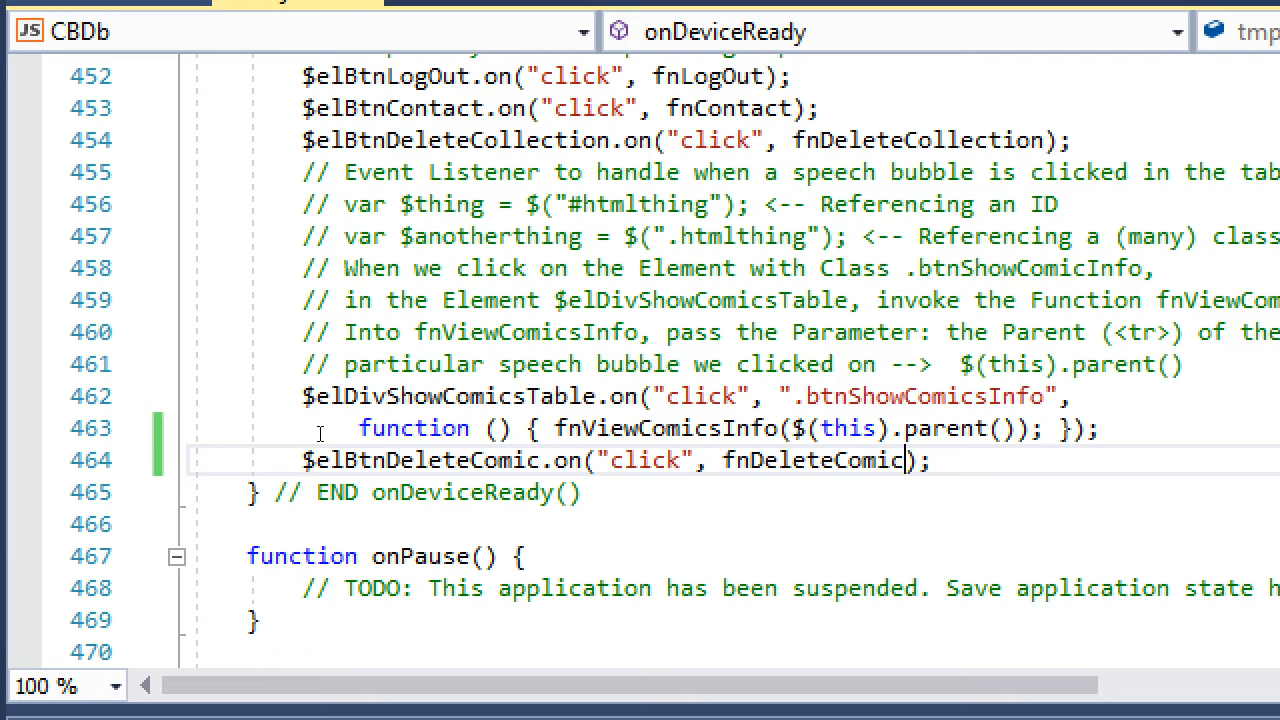 JS CBDb onDeviceReady tmp
452 $elBtnLogOut.on("click", fnLogOut);
453 $elBtnContact.on("click", fnContact);
454 $elBtnDeleteCollection.on("click", fnDeleteCollection);
455 // Event Listener to handle when a speech bubble is clicked in the tab
456 // var $thing = $("#htmlthing"); <-- Referencing an ID
457 // var $anotherthing = $(".htmlthing"); <-- Referencing a (many) class
458 // When we click on the Element with Class .btnShowComicInfo,
459 // in the Element $elDivShowComicsTable, invoke the Function fnViewCom
460 // Into fnViewComicsInfo, pass the Parameter: the Parent (<tr>) of the
461 // particular speech bubble we clicked on --> $(this).parent()
462 $elDivShowComicsTable.on("click", ".btnShowComicsInfo",
463 function () { fnViewComicsInfo($(this).parent()); });
464 $elBtnDeleteComic.on("click", fnDeleteComic);
465 } // END onDeviceReady()
466
467 function onPause() {
468 // TODO: This application has been suspended. Save application state h
469 }
470
100 %